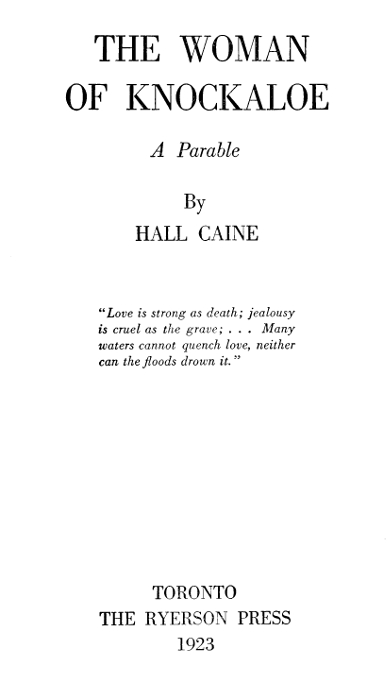 THE WOMAN
OF KNOCKALOE
A Parable
By
HALL CAINE
"Love is strong as death; jealousy
is cruel as the grave; . . . Many
waters cannot quench love, neither
can the floods drown it."
TORONTO
THE RYERSON PRESS
1923